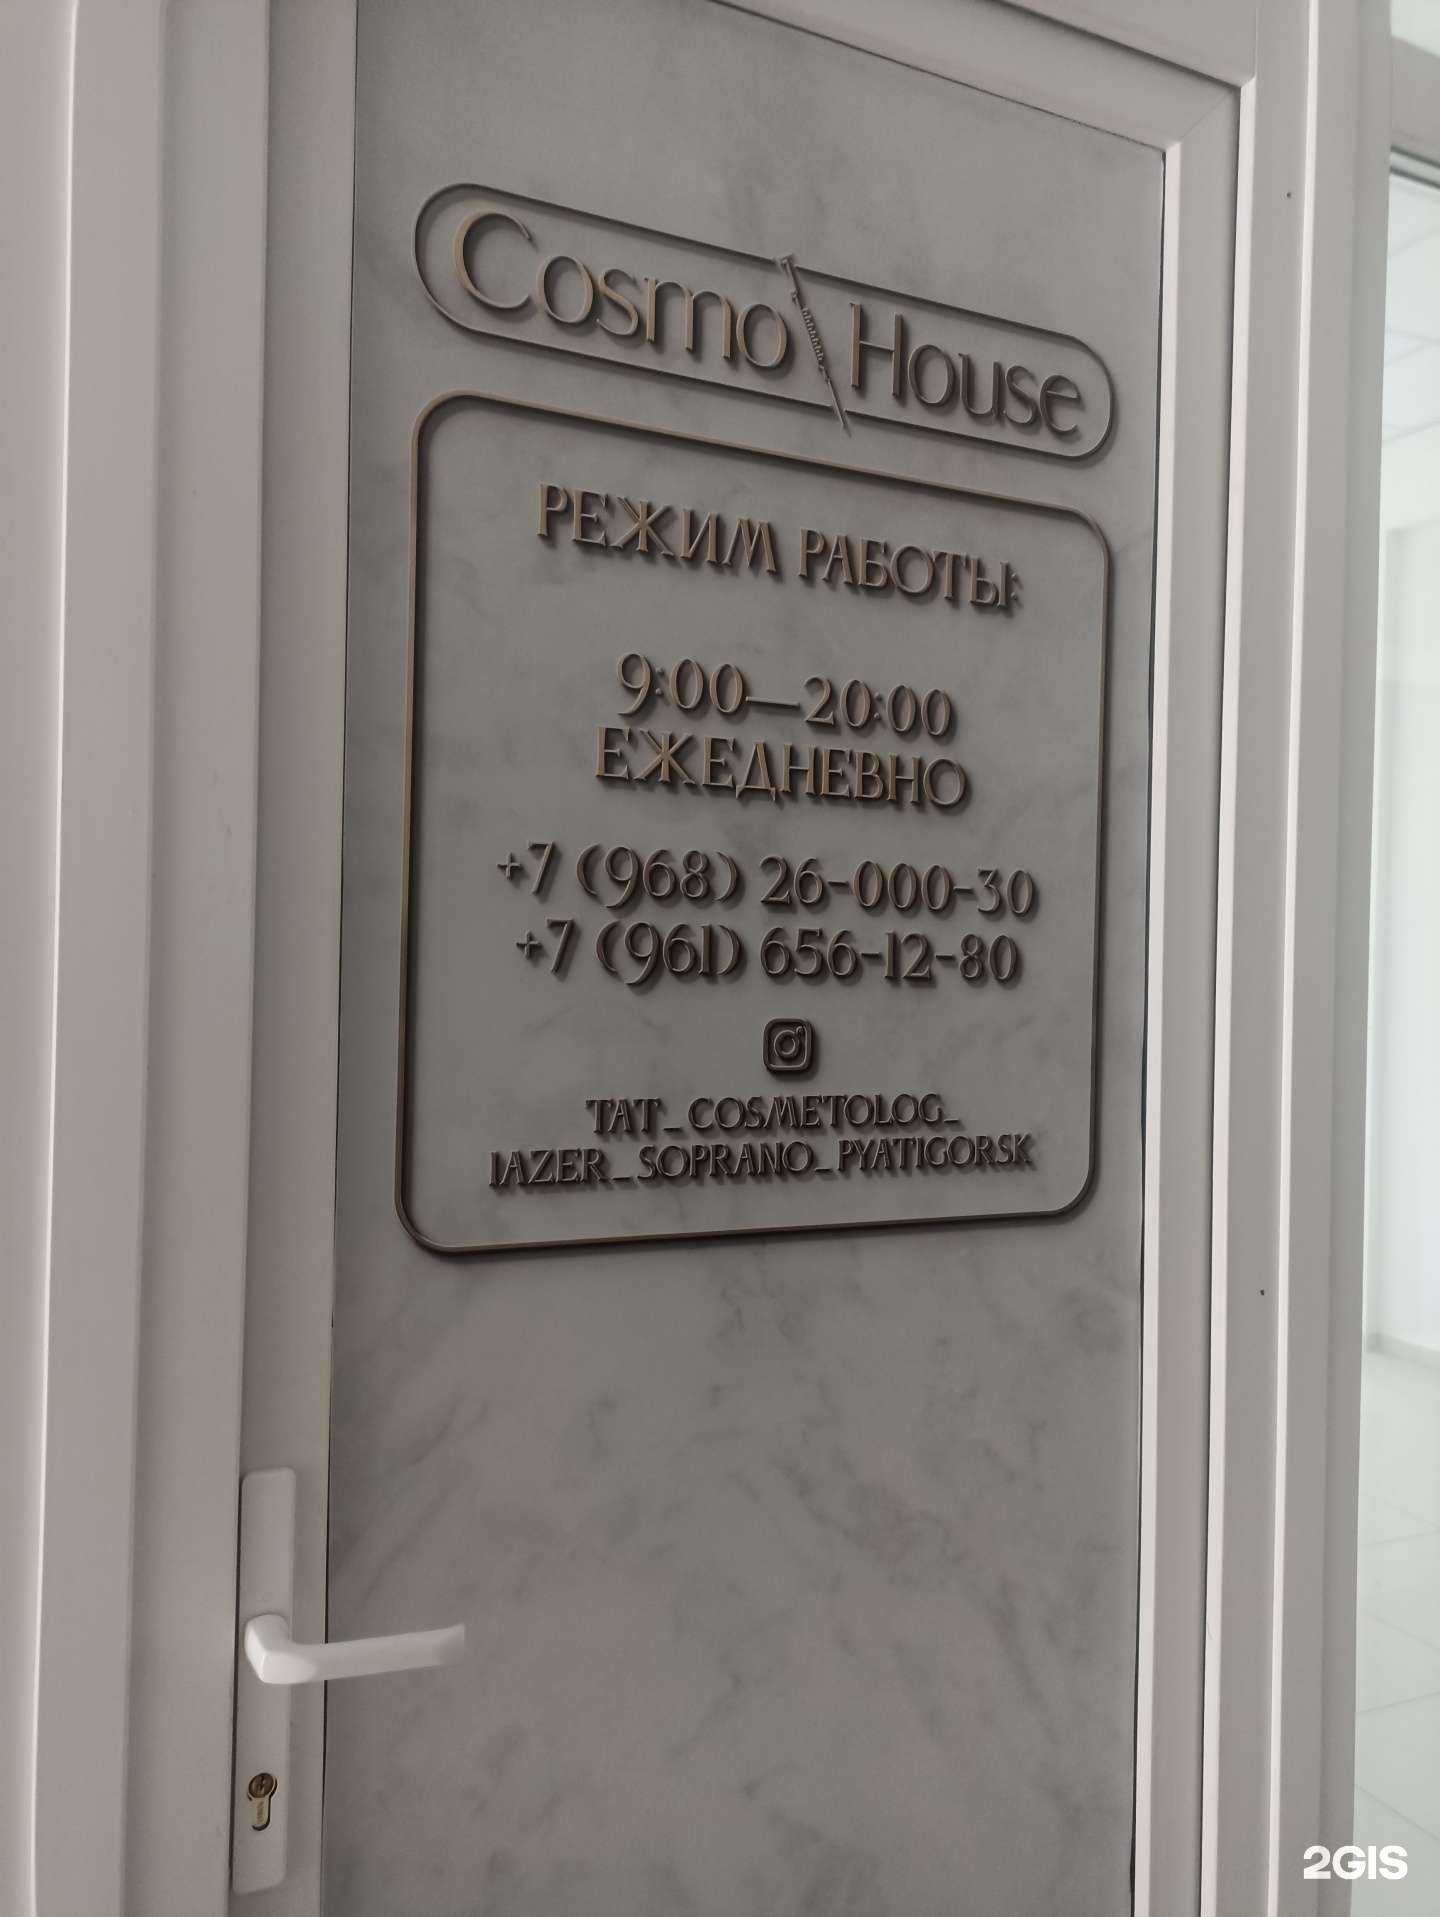 Cosmo House
РЕЖИМ РАБОТЫ:
9:00—20:00
ЕЖЕДНЕВНО
+7 (968) 26-000-30
+7 (961) 656-12-80
TAT_COSMETOLOG_
lAZER_SOPRANO_PYATIGORSK
2GIS